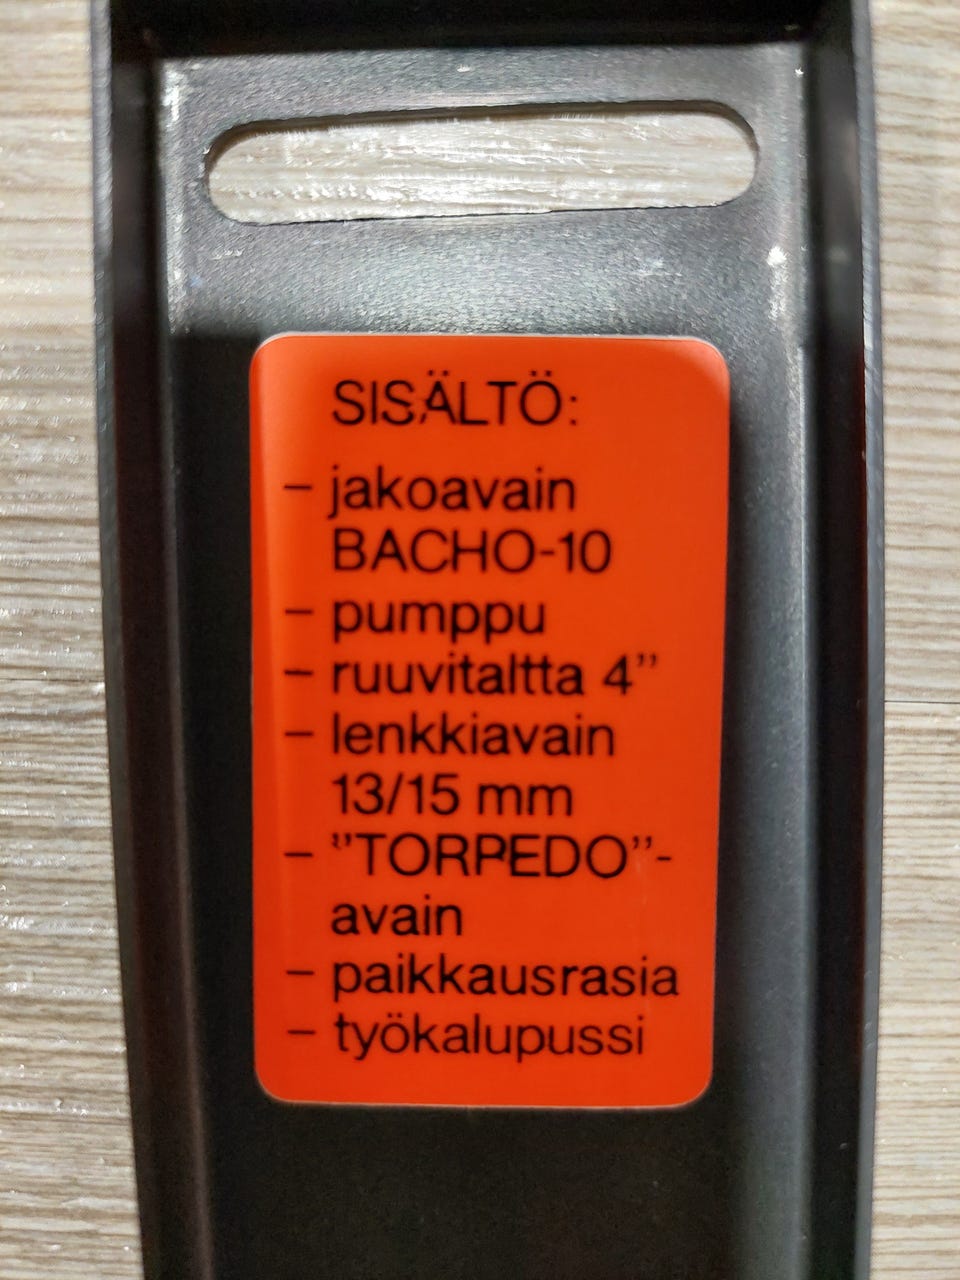 SISÄLTÖ:
– jakoavain
BACHO-10
– pumppu
– ruuvitaltta 4”
– lenkkiavain
13/15 mm
– ”TORPEDO”-
avain
– paikkausrasia
– työkalupussi